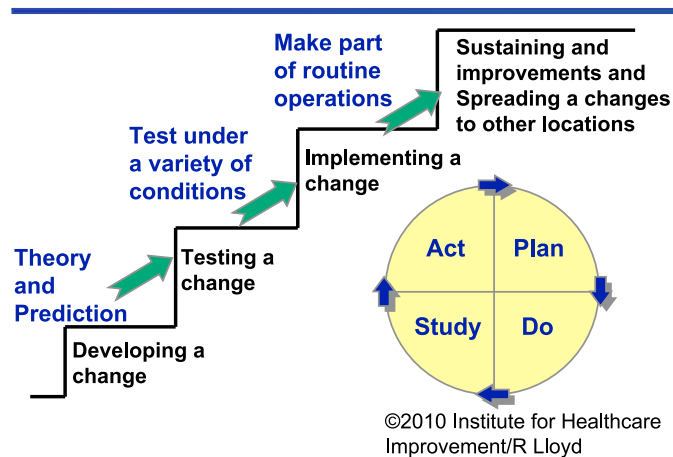 Make part
of routine
operations
Sustaining and
improvements and
Spreading a changes
to other locations
Test under
a variety of
conditions
Implementing a
change
Theory
and
Prediction
Testing a
change
Developing a
change
Act
Plan
Study
Do
©2010 Institute for Healthcare
Improvement/R Lloyd